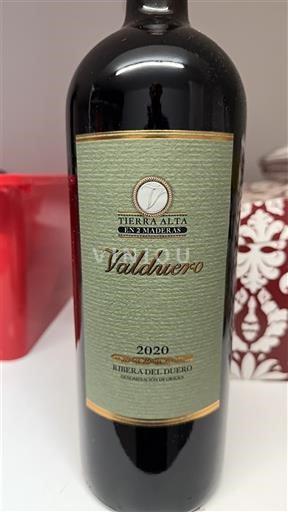 TIERRA ALTA
EN 2 MADERAS
Valduero
2020
RIBERA DEL DUERO
DENOMINACIÓN DE ORIGEN